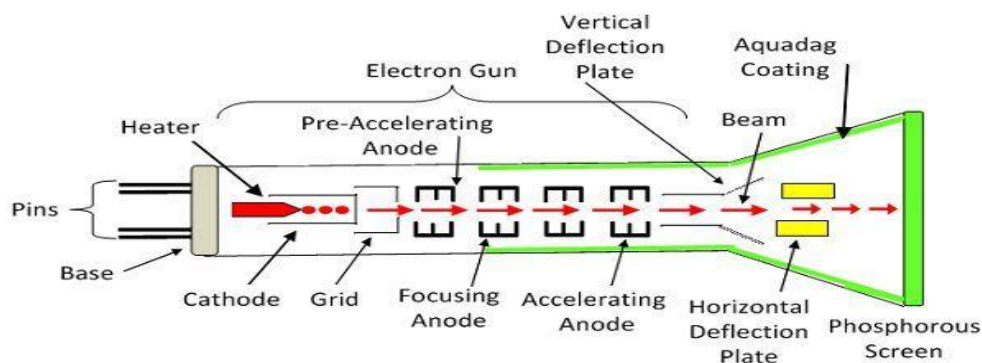 Vertical
Deflection
Plate
Aquadag
Coating
Electron Gun
Heater
Pre-Accelerating
Anode
Beam
Pins
Base
Cathode
Grid
Focusing
Anode
Accelerating
Anode
Horizontal
Deflection
Plate
Phosphorous
Screen